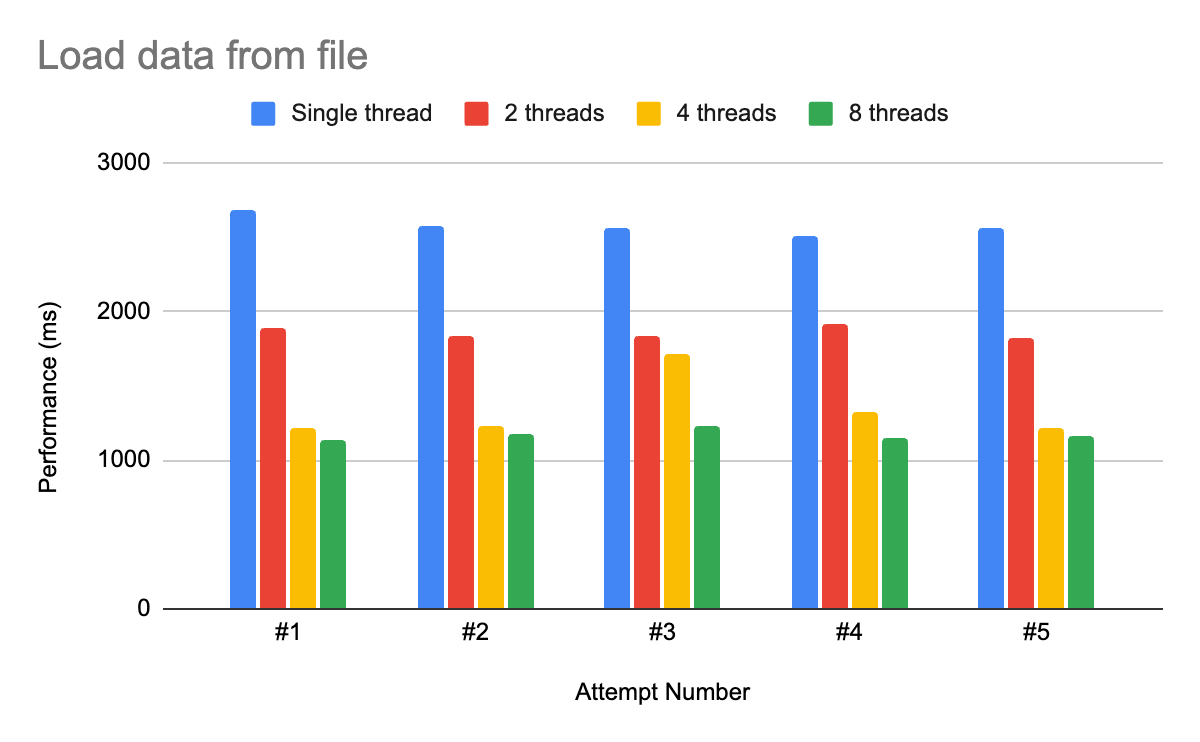 Load data from file
Single thread 2 threads 4 threads 8 threads
3000
2000
1000
0
Performance (ms)
#1 #2 #3 #4 #5
Attempt Number